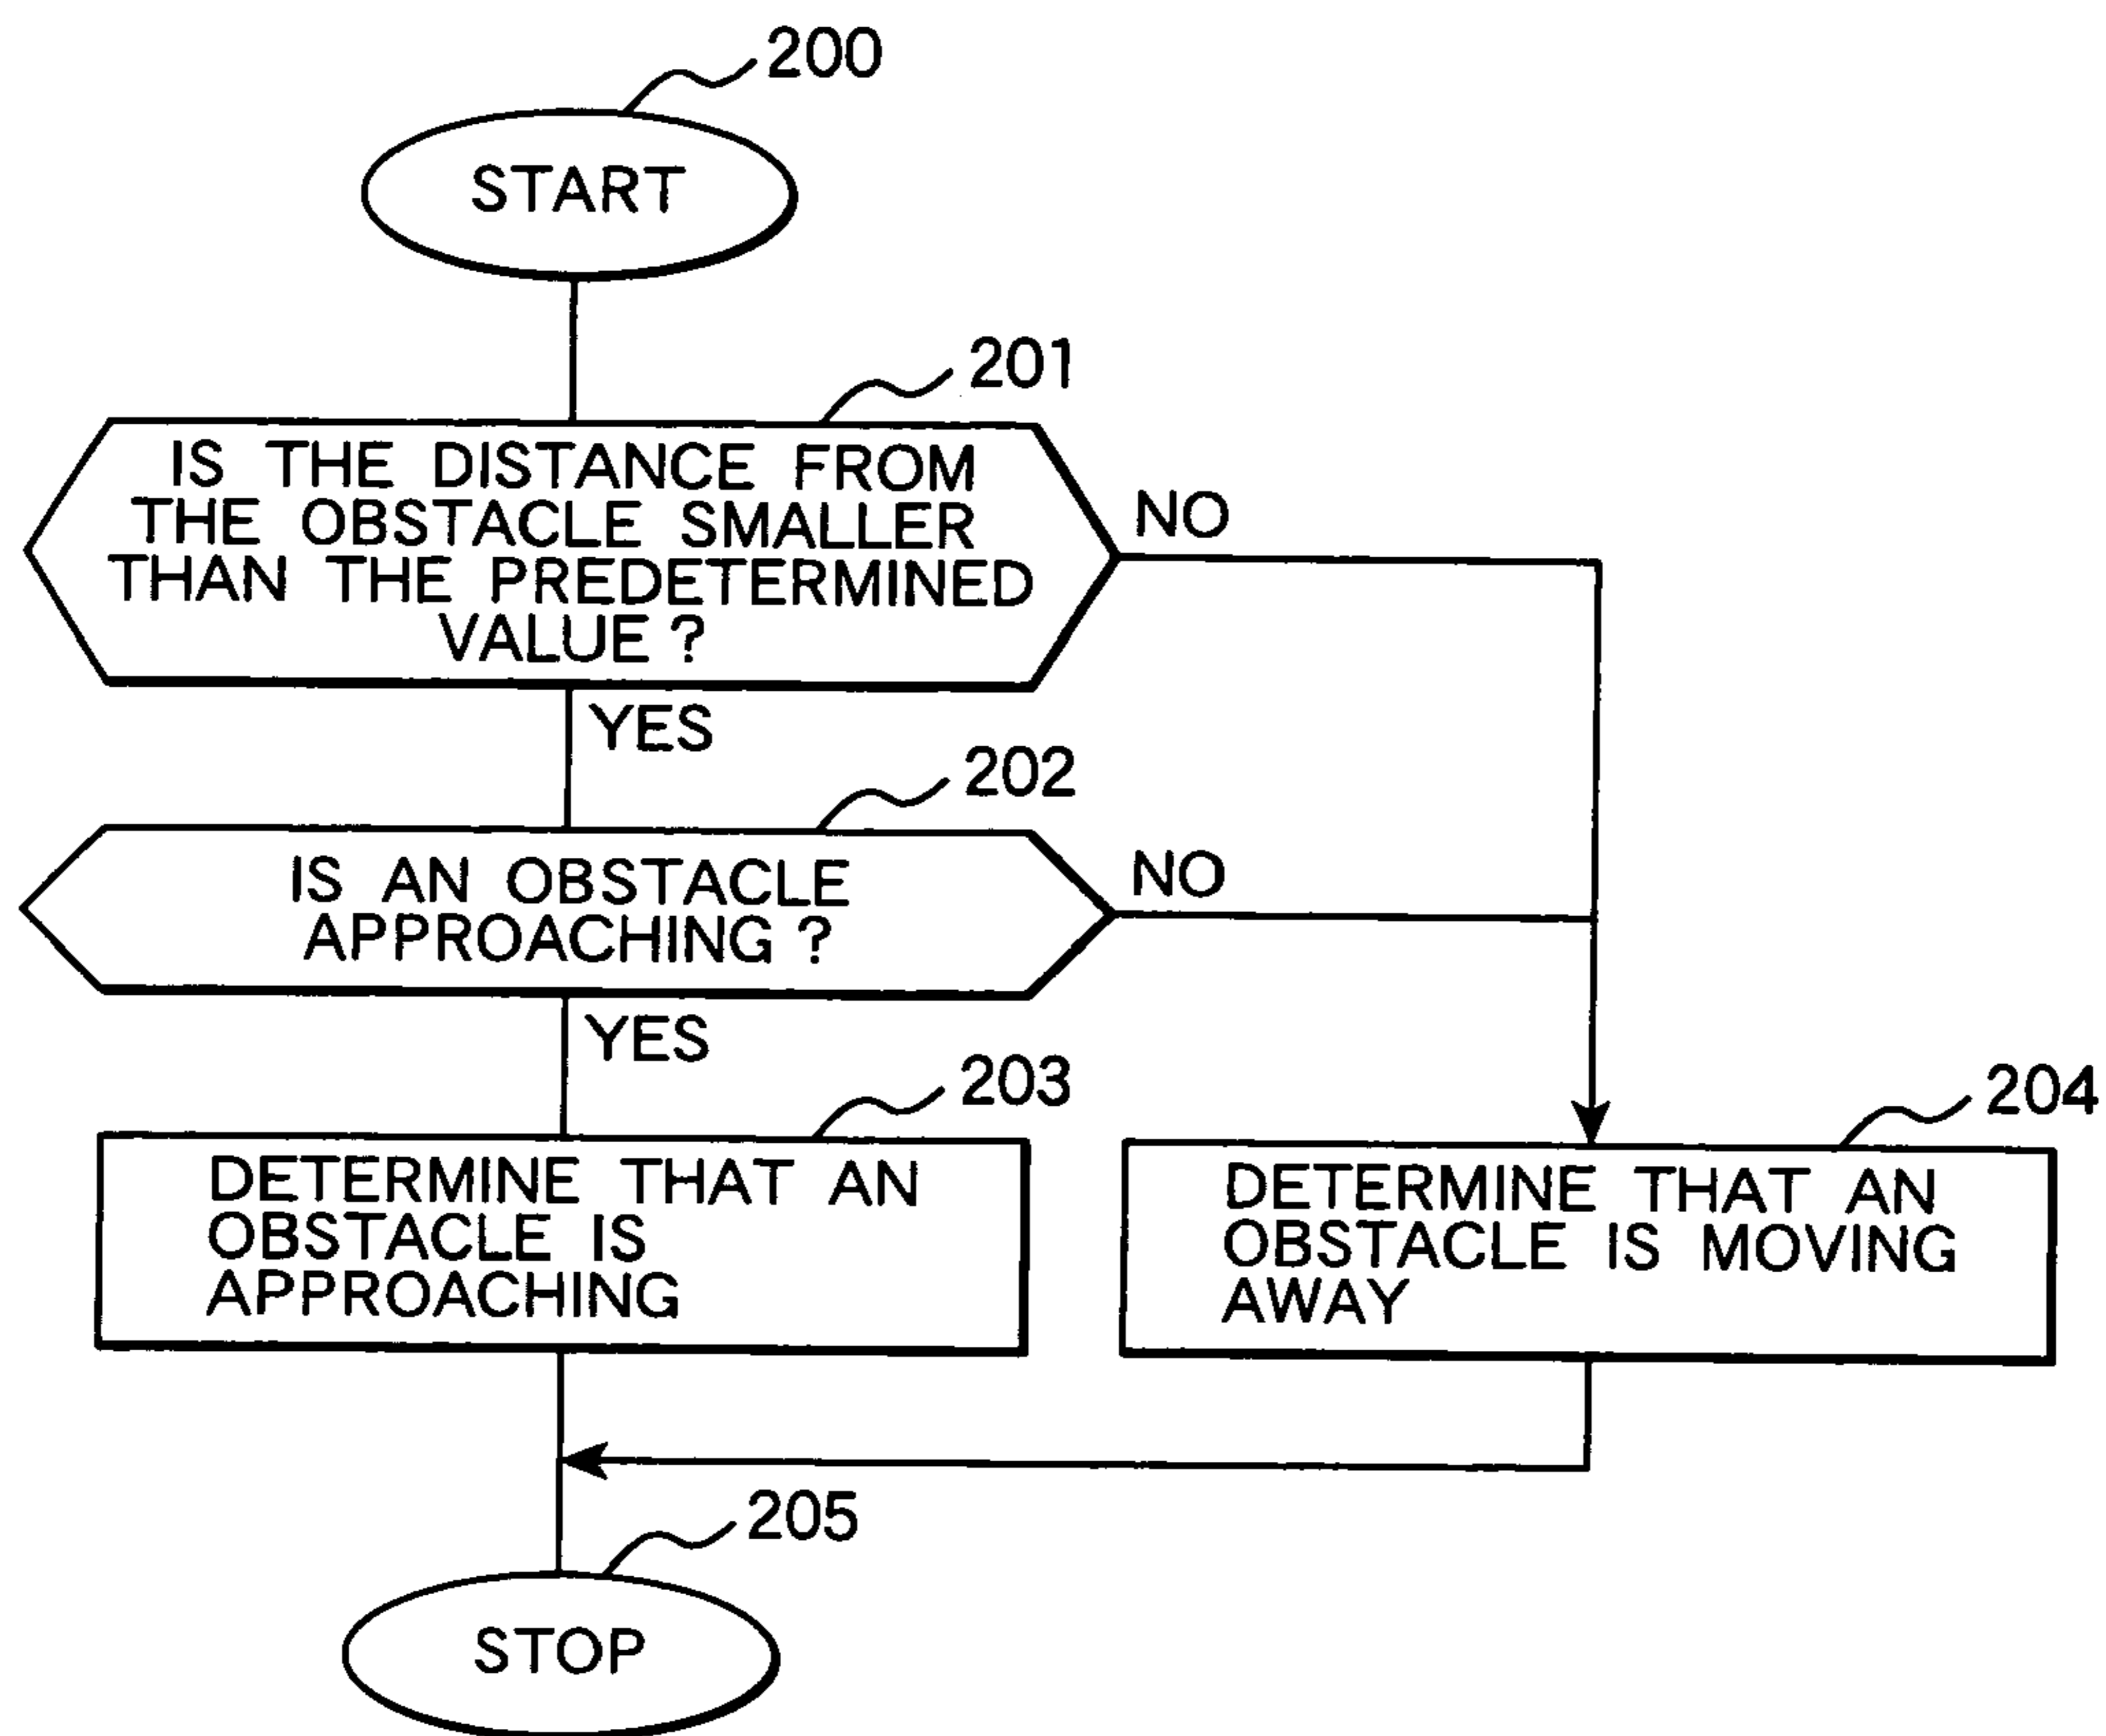 200
START
201
IS THE DISTANCE FROM
THE OBSTACLE SMALLER
THAN THE PREDETERMINED
VALUE ?
NO
YES
202
IS AN OBSTACLE
APPROACHING ?
NO
YES
203
DETERMINE THAT AN
OBSTACLE IS
APPROACHING
204
DETERMINE THAT AN
OBSTACLE IS MOVING
AWAY
205
STOP